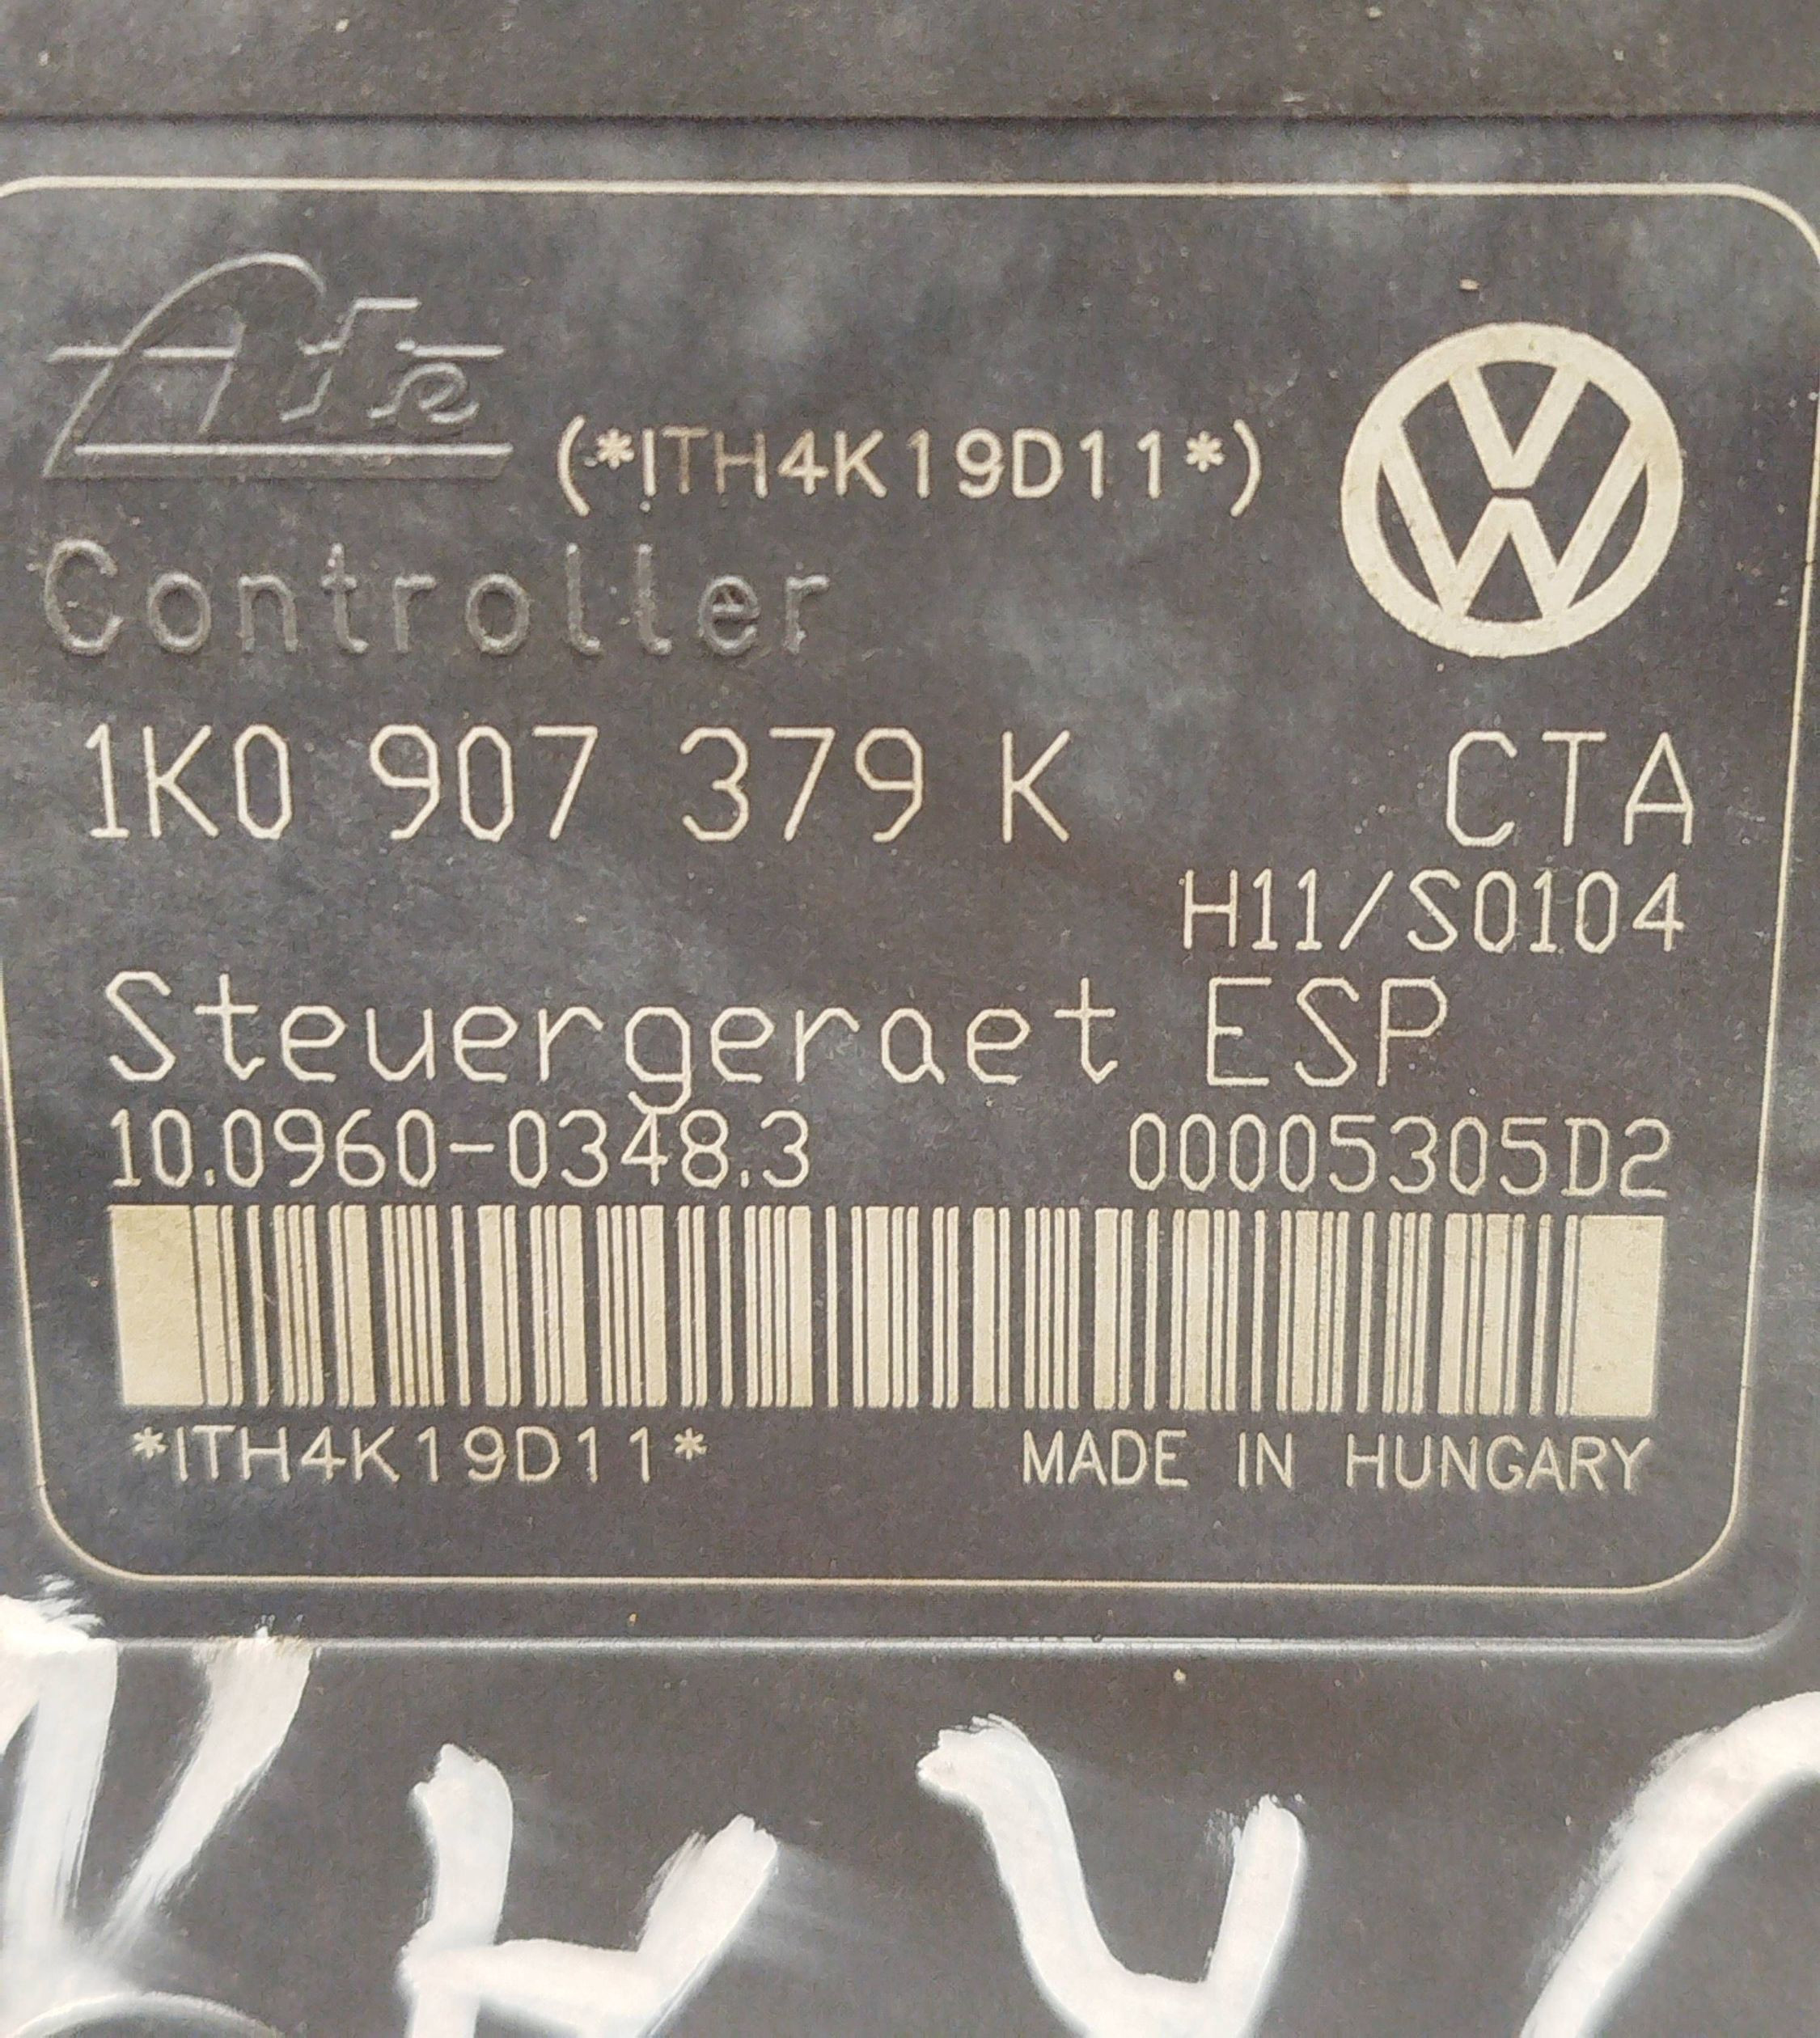 Ate
(*ITH4K19D11*)
Controller
1K0 907 379 K CTA
H11/S0104
Steuergeraet ESP
10.0960-0348.3 00005305D2
*ITH4K19D11* MADE IN HUNGARY